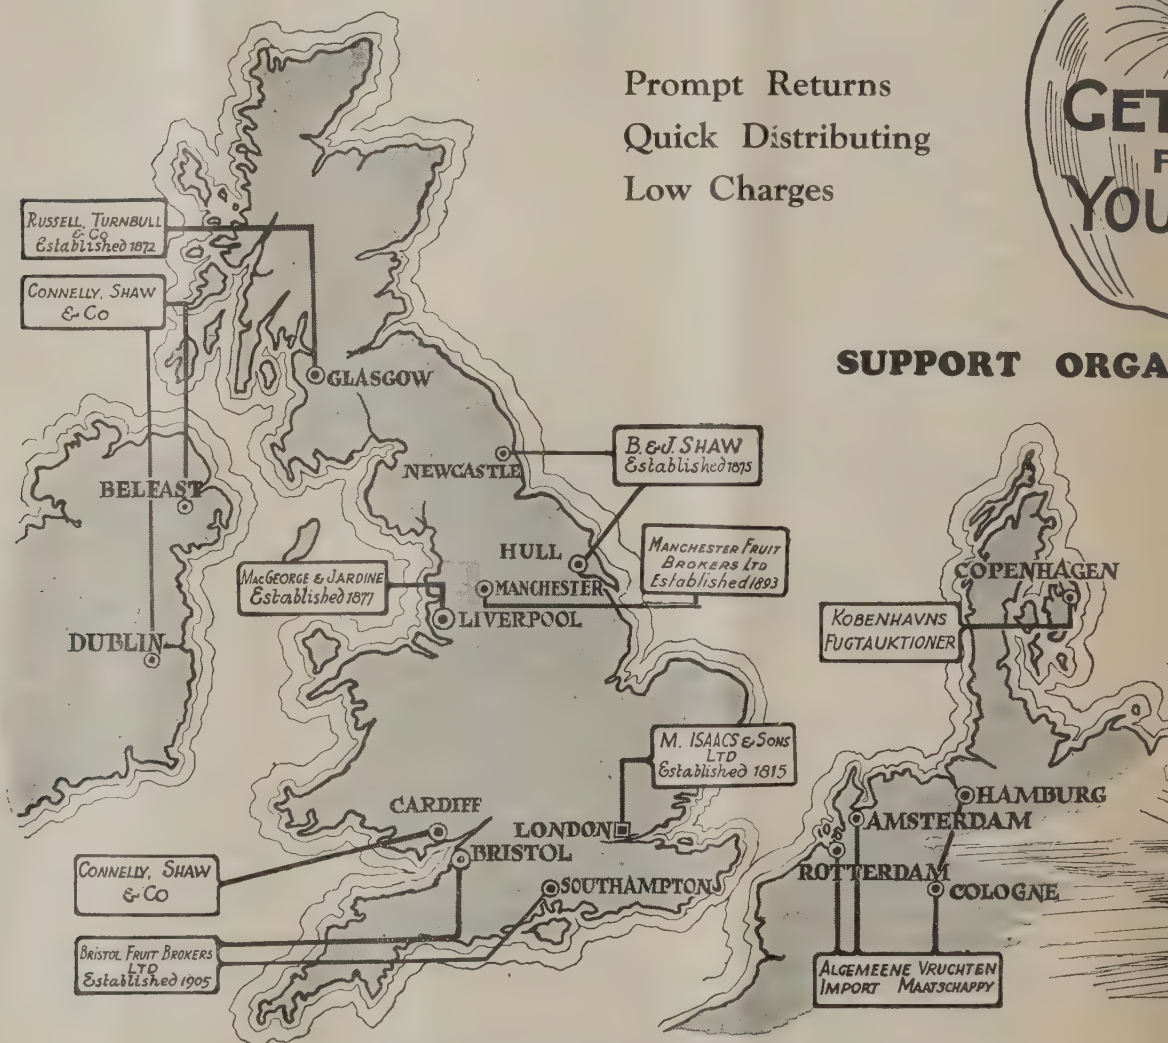 Prompt Returns
Quick Distributing
Low Charges
GET
YOU
SUPPORT ORGA
RUSSELL, TURNBULL
& Co
Established 1872
CONNELLY, SHAW
& Co
GLASGOW
B. & J. SHAW
Established 1875
NEWCASTLE
BELFAST
HULL
MANCHESTER FRUIT
BROKERS LTD
Established 1893
MACGEORGE & JARDINE
Established 1877
MANCHESTER
LIVERPOOL
COPENHAGEN
KOBENHAVNS
FUGTAUKTIONER
DUBLIN
M. ISAACS & SONS
LTD
Established 1815
CARDIFF
LONDON
BRISTOL
HAMBURG
AMSTERDAM
ROTTERDAM
COLOGNE
CONNELLY, SHAW
& Co
SOUTHAMPTON
BRISTOL FRUIT BROKERS
LTD
Established 1905
ALGEMEENE VRUCHTEN
IMPORT MAATSCHAPPY